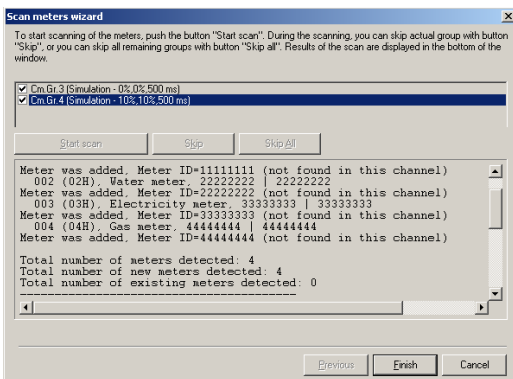 Scan meters wizard
To start scanning of the meters, push the button "Start scan". During the scanning, you can skip actual group with button
"Skip", or you can skip all remaining groups with button "Skip all". Results of the scan are displayed in the bottom of the
window.
Cm.Gr.3 (Simulation - 0%,0%,500 ms)
Cm.Gr.4 (Simulation - 10%,10%,500 ms)
Start scan Skip Skip All
Meter was added, Meter ID=11111111 (not found in this channel)
002 (02H), Water meter, 22222222 | 22222222
Meter was added, Meter ID=22222222 (not found in this channel)
003 (03H), Electricity meter, 33333333 | 33333333
Meter was added, Meter ID=33333333 (not found in this channel)
004 (04H), Gas meter, 44444444 | 44444444
Meter was added, Meter ID=44444444 (not found in this channel)
Total number of meters detected: 4
Total number of new meters detected: 4
Total number of existing meters detected: 0
----------------------------------------
Previous Finish Cancel